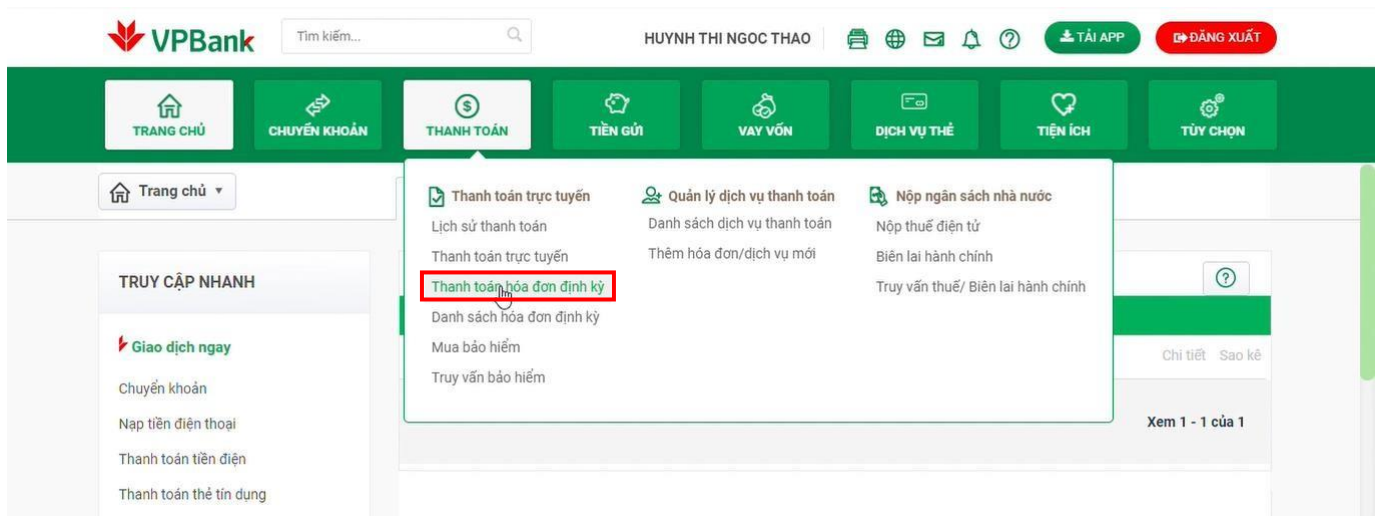 VPBank
Tìm kiếm...
HUYNH THI NGOC THAO
TẢI APP
ĐĂNG XUẤT
TRANG CHỦ
CHUYỂN KHOẢN
THANH TOÁN
TIỀN GỬI
VAY VỐN
DỊCH VỤ THẺ
TIỆN ÍCH
TÙY CHỌN
Trang chủ
Thanh toán trực tuyến
Lịch sử thanh toán
Thanh toán trực tuyến
Thanh toán hóa đơn định kỳ
Danh sách hóa đơn định kỳ
Mua bảo hiểm
Truy vấn bảo hiểm
Quản lý dịch vụ thanh toán
Danh sách dịch vụ thanh toán
Thêm hóa đơn/dịch vụ mới
Nộp ngân sách nhà nước
Nộp thuế điện tử
Biên lai hành chính
Truy vấn thuế/ Biên lai hành chính
TRUY CẬP NHANH
Giao dịch ngay
Chuyển khoản
Nạp tiền điện thoại
Thanh toán tiền điện
Thanh toán thẻ tín dụng
Chi tiết Sao kê
Xem 1 - 1 của 1